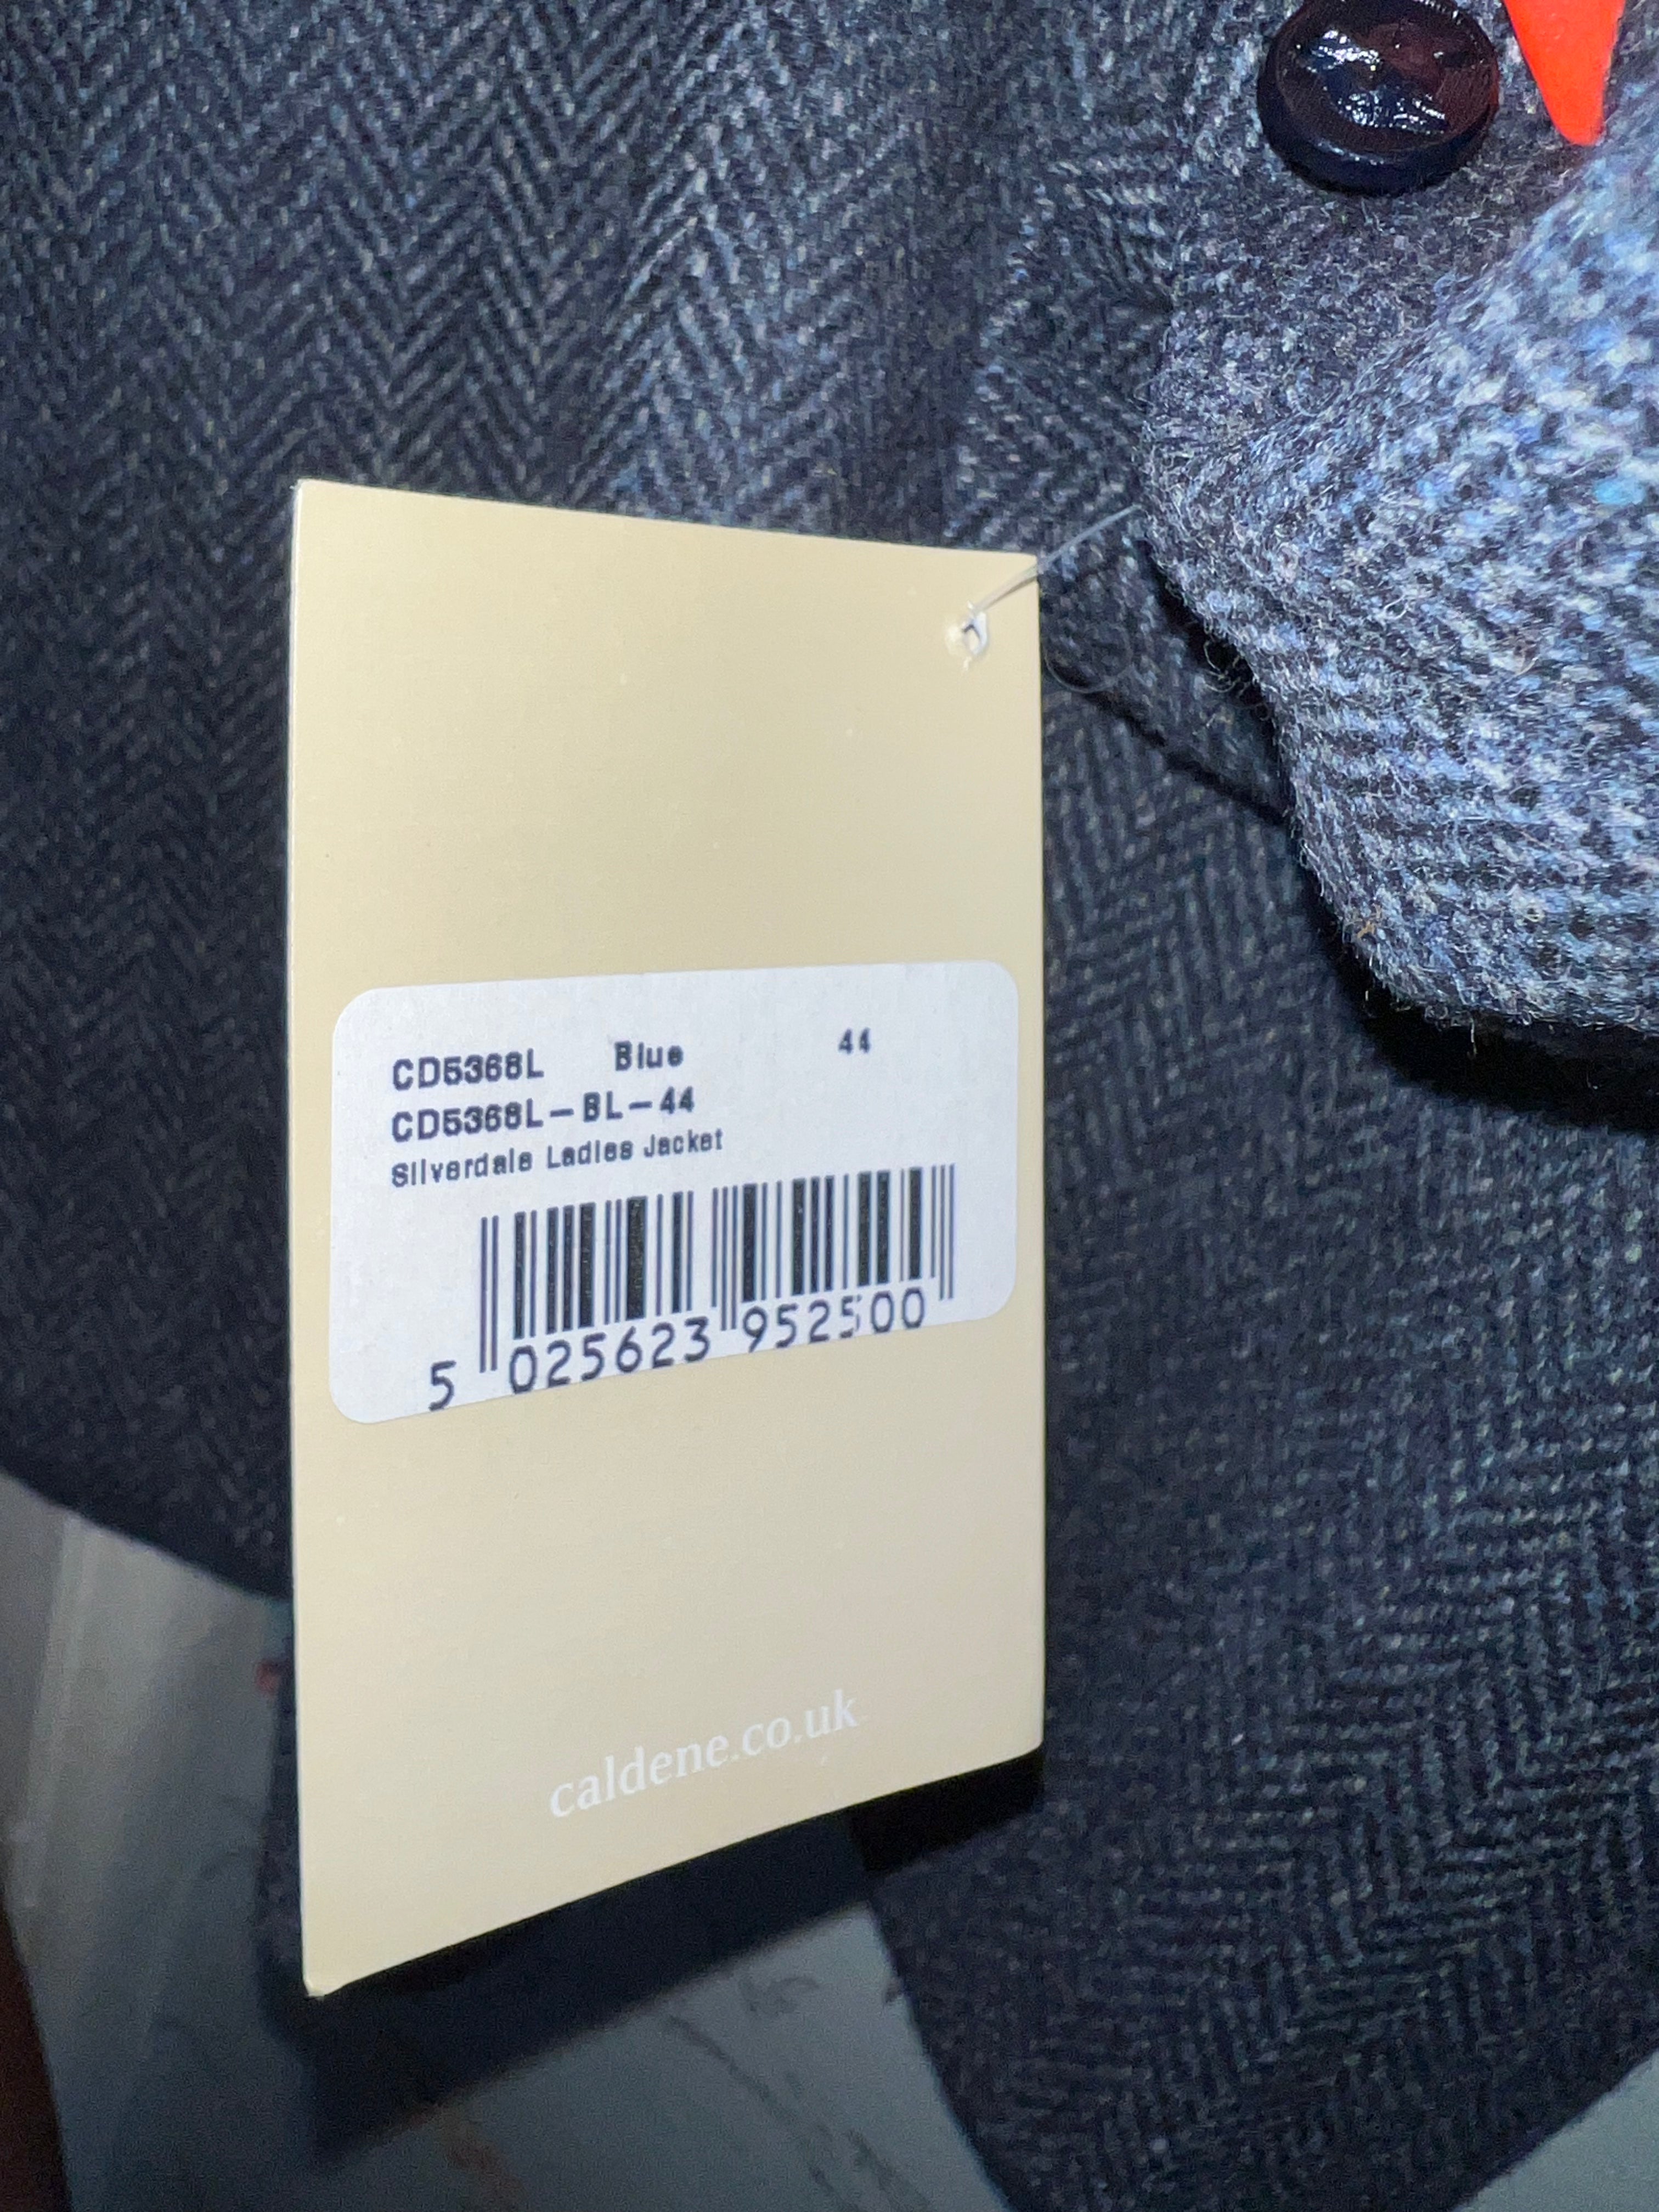 CD5368L Blue 44
CD5368L-BL-44
Silverdale Ladies Jacket
5 025623 952500
caldene.co.uk